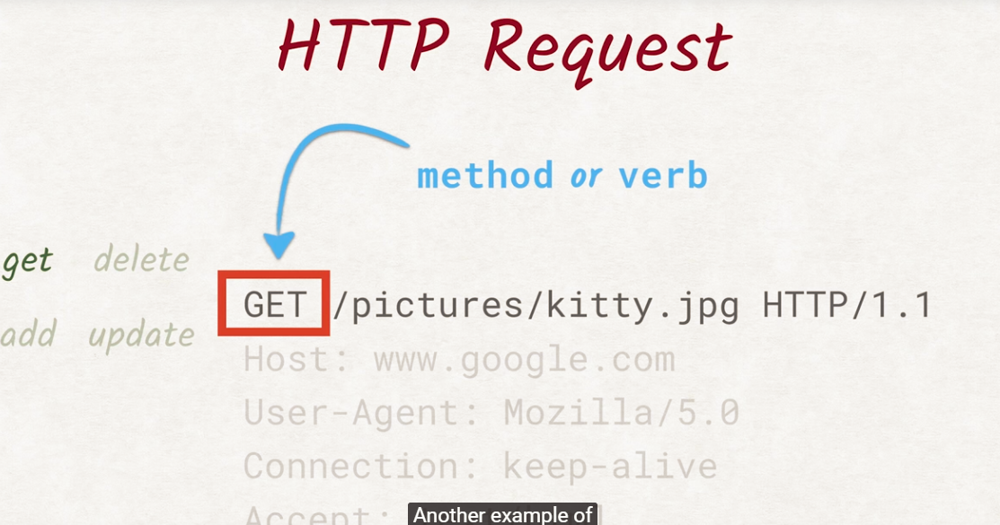 HTTP Request
method or verb
get delete
add update
GET /pictures/kitty.jpg HTTP/1.1
Host: www.google.com
User-Agent: Mozilla/5.0
Connection: keep-alive
Accept:
Another example of